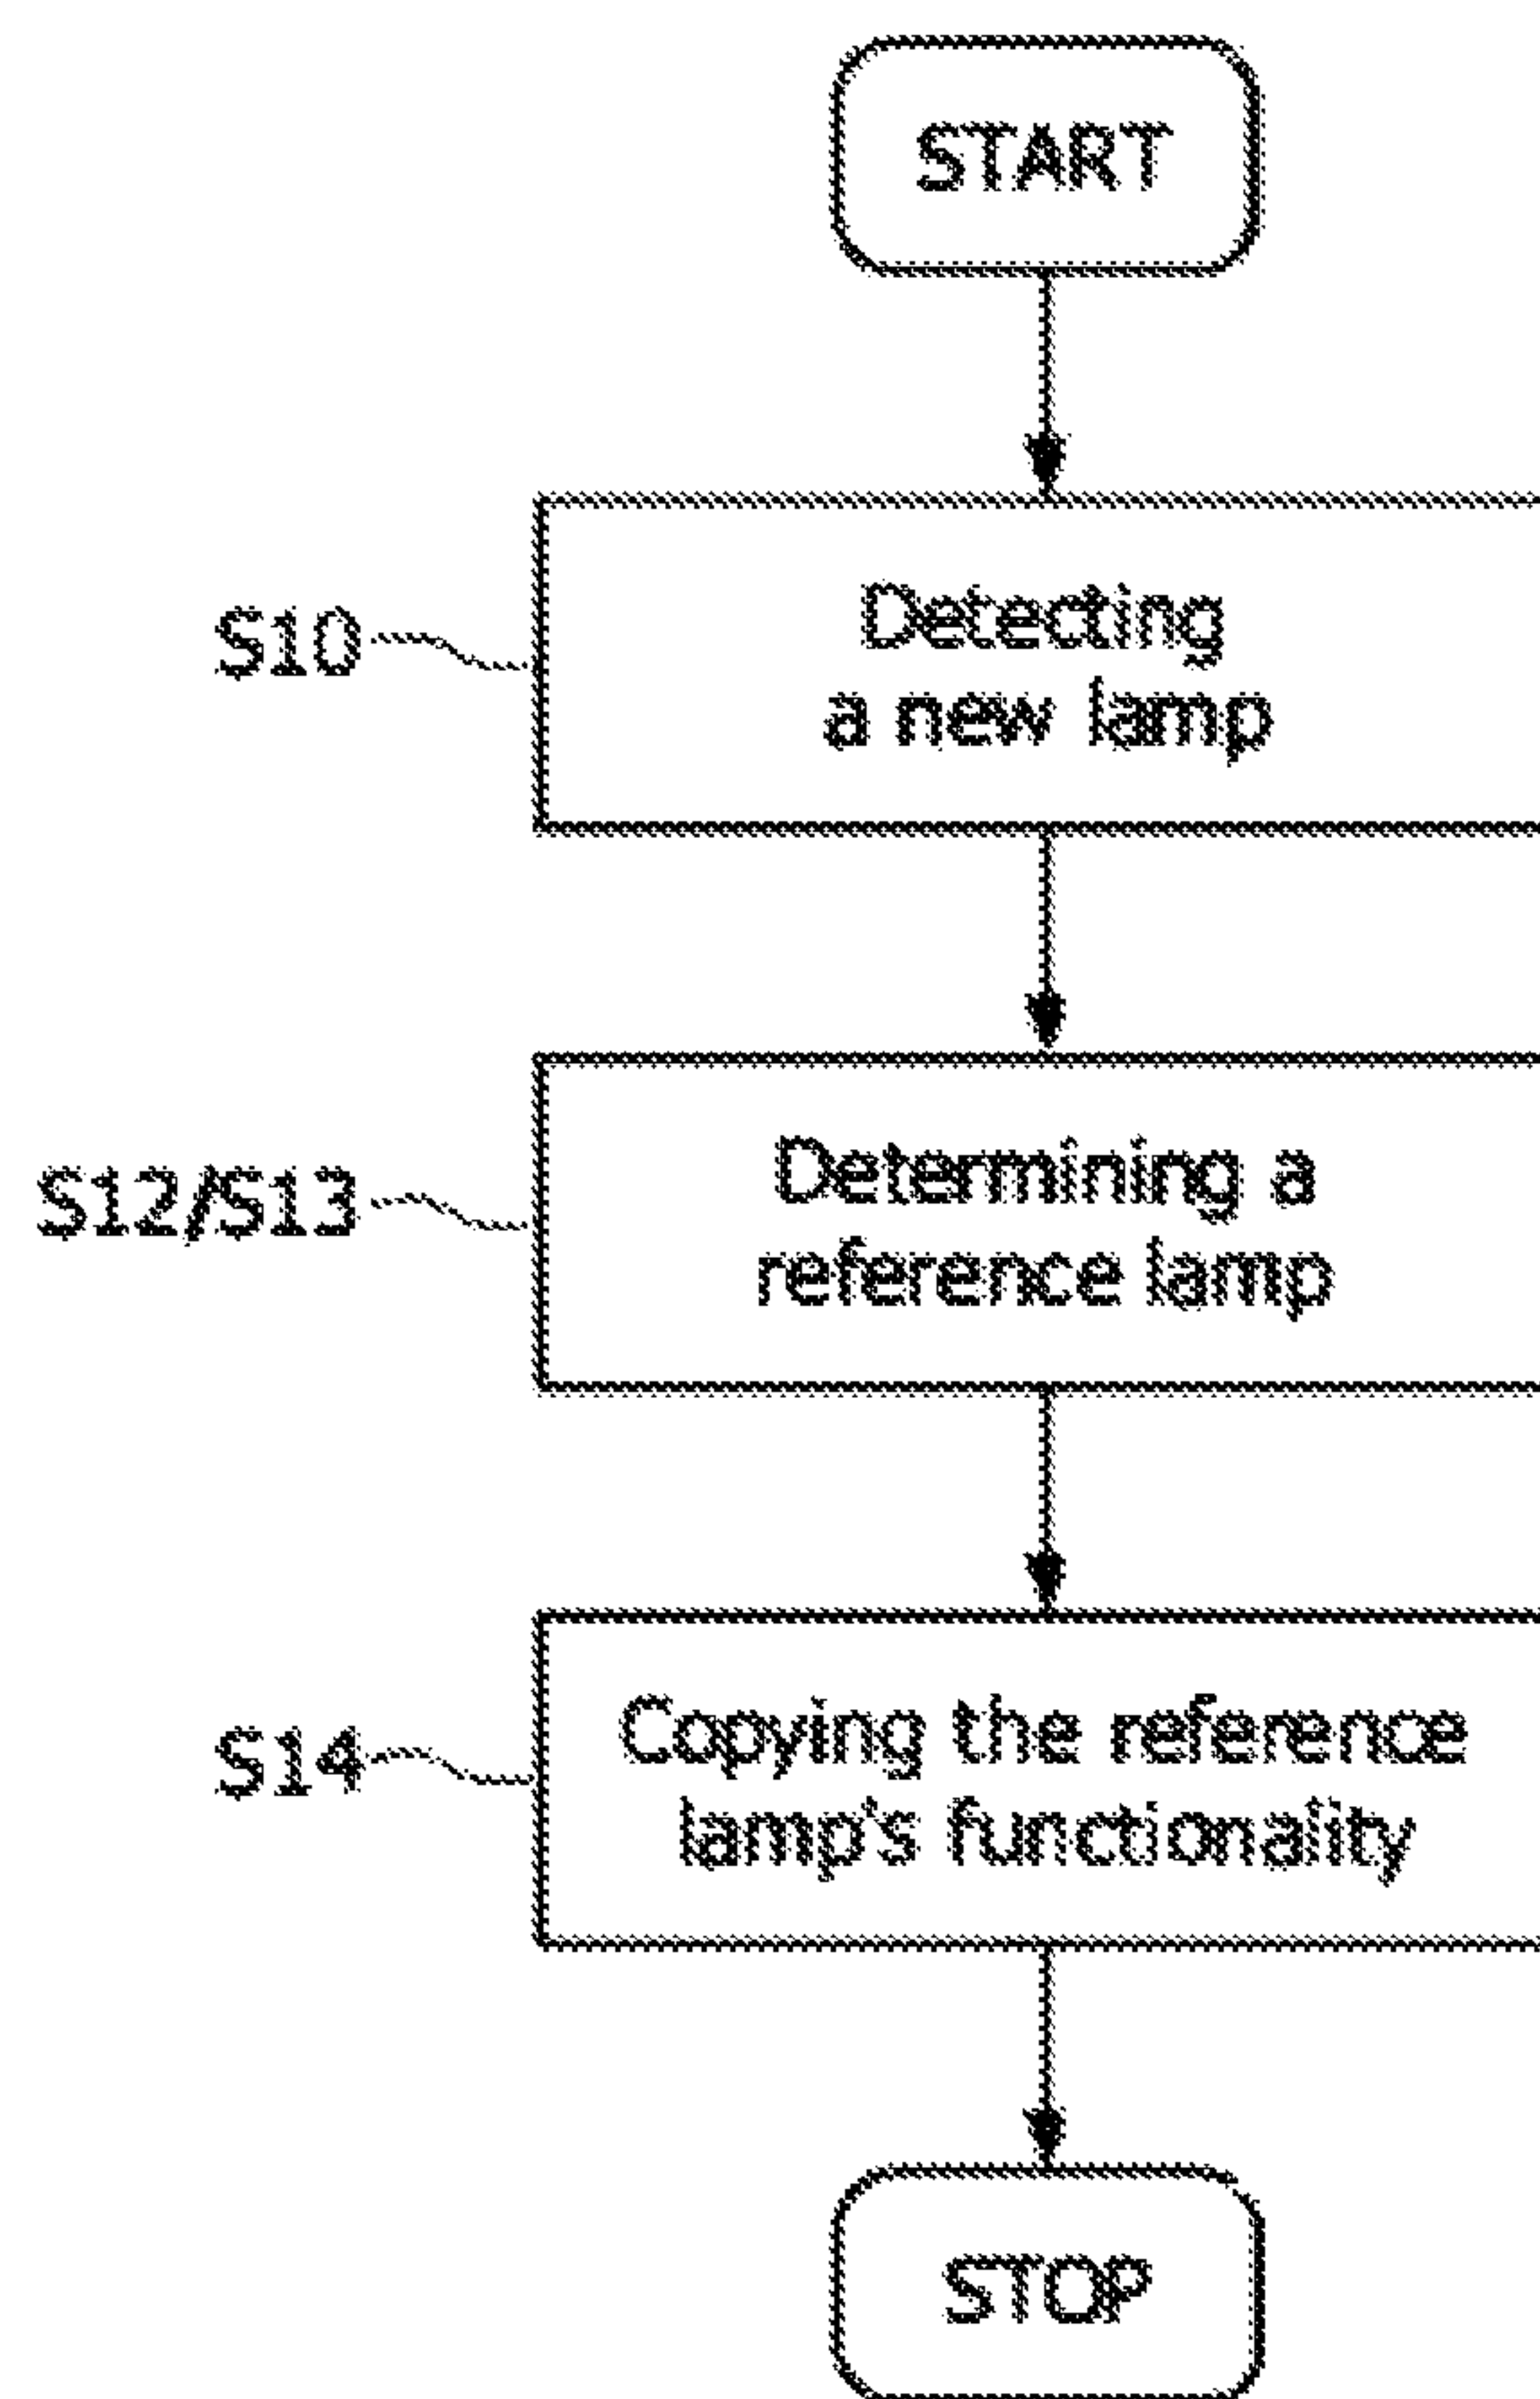 START
S10
Detecting
a new lamp
S12/S13
Determining a
reference lamp
S14
Copying the reference
lamp's functionality
STOP